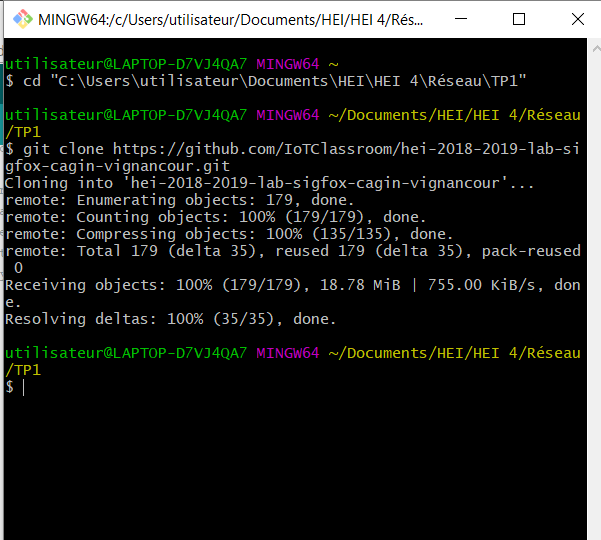 MINGW64:/c/Users/utilisateur/Documents/HEI/HEI 4/Rés...
utilisateur@LAPTOP-D7VJ4QA7 MINGW64 ~
$ cd "C:\Users\utilisateur\Documents\HEI\HEI 4\Réseau\TP1"
utilisateur@LAPTOP-D7VJ4QA7 MINGW64 ~/Documents/HEI/HEI 4/Réseau
/TP1
$ git clone https://github.com/IoTClassroom/hei-2018-2019-lab-si
gfox-cagin-vignancour.git
Cloning into 'hei-2018-2019-lab-sigfox-cagin-vignancour'...
remote: Enumerating objects: 179, done.
remote: Counting objects: 100% (179/179), done.
remote: Compressing objects: 100% (135/135), done.
remote: Total 179 (delta 35), reused 179 (delta 35), pack-reused
 0
Receiving objects: 100% (179/179), 18.78 MiB | 755.00 KiB/s, don
e.
Resolving deltas: 100% (35/35), done.
utilisateur@LAPTOP-D7VJ4QA7 MINGW64 ~/Documents/HEI/HEI 4/Réseau
/TP1
$